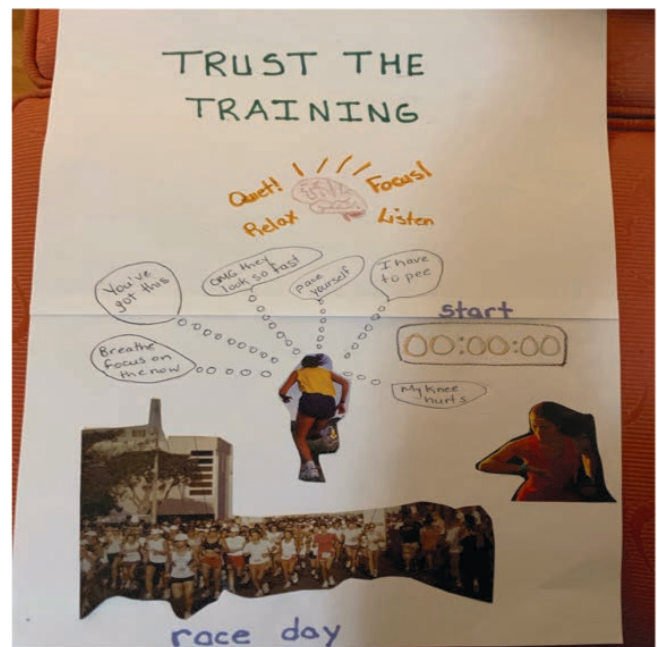 TRUST THE
TRAINING
Quiet!
Focus!
Relax
Listen
You've
got this
OMG they
look so fast
Pace
yourself
I have
to pee
start
00:00:00
Breathe
focus on
the now
My knee
hurts
race day